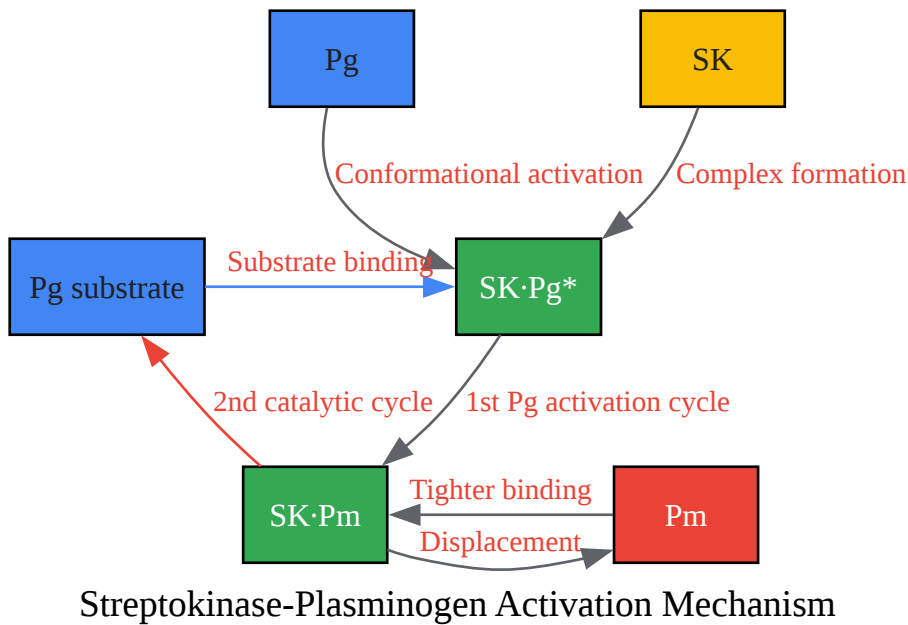 Pg
SK
Conformational activation
Complex formation
Substrate binding
Pg substrate
SK·Pg*
2nd catalytic cycle
1st Pg activation cycle
Tighter binding
SK·Pm
Pm
Displacement
Streptokinase-Plasminogen Activation Mechanism